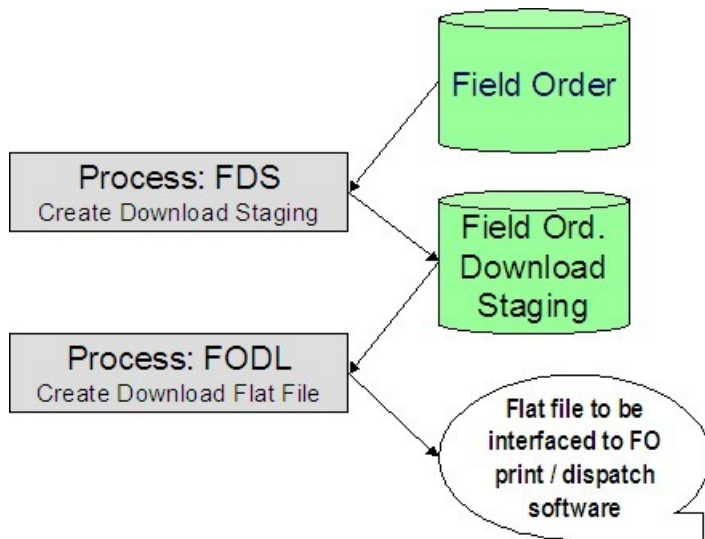 Field Order
Process: FDS
Create Download Staging
Field Ord.
Download
Staging
Process: FODL
Create Download Flat File
Flat file to be
interfaced to FO
print / dispatch
software